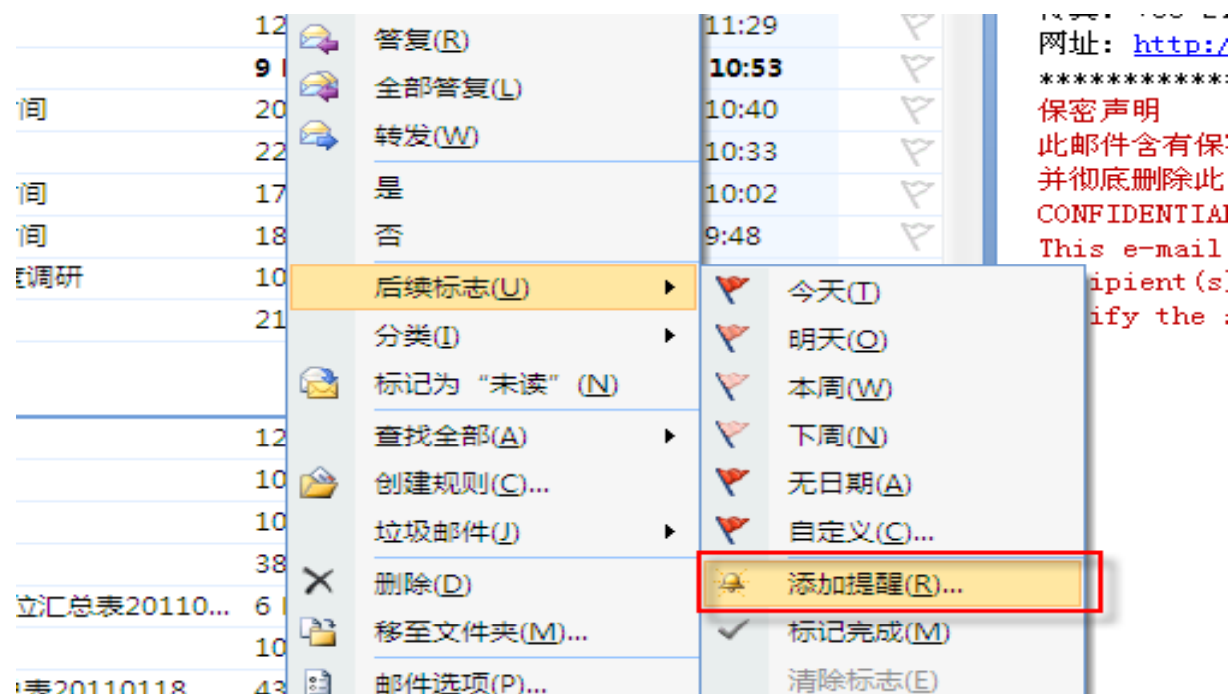 12
9
间
20
22
间
17
间
18
度调研
10
21
12
10
10
38
位汇总表20110... 6
10
表20110118 43
答复(R)
全部答复(L)
转发(W)
是
否
后续标志(U)
分类(I)
标记为“未读”(N)
查找全部(A)
创建规则(C)...
垃圾邮件(J)
删除(D)
移至文件夹(M)...
邮件选项(P)...
11:29
10:53
10:40
10:33
10:02
9:48
今天(T)
明天(O)
本周(W)
下周(N)
无日期(A)
自定义(C)...
添加提醒(R)...
标记完成(M)
清除标志(E)
网址: http:/
************
保密声明
此邮件含有保
并彻底删除此
CONFIDENTIA
This e-mail
ipient(s)
ify the